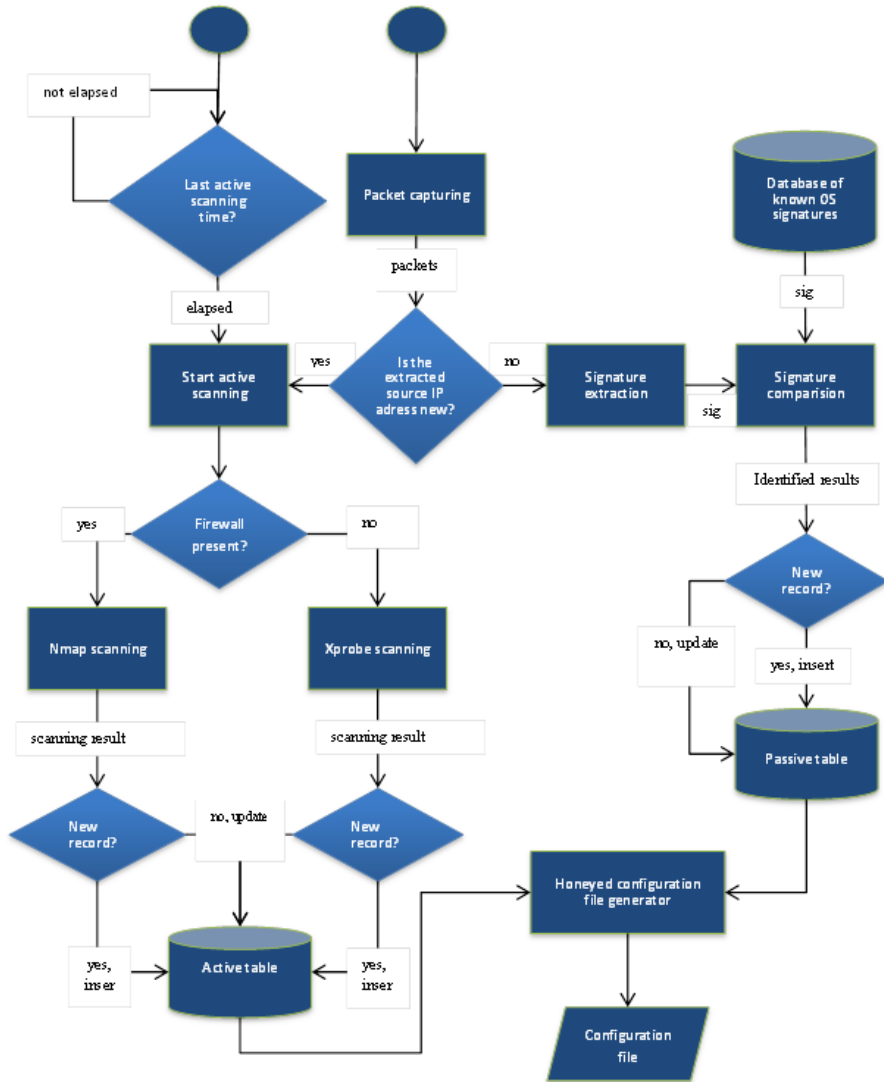 not elapsed
Last active
scanning
time?
Packet capturing
Database of
known OS
signatures
packets
sig
elapsed
Start active
scanning
yes
Is the
extracted
source IP
adress new?
no
Signature
extraction
sig
Signature
comparision
Identified results
yes
Firewall
present?
no
New
record?
Nmap scanning
Xprobe scanning
no, update
yes, insert
scanning result
scanning result
Passive table
New
record?
no, update
New
record?
Honeyed configuration
file generator
yes,
inser
Active table
yes,
inser
Configuration
file